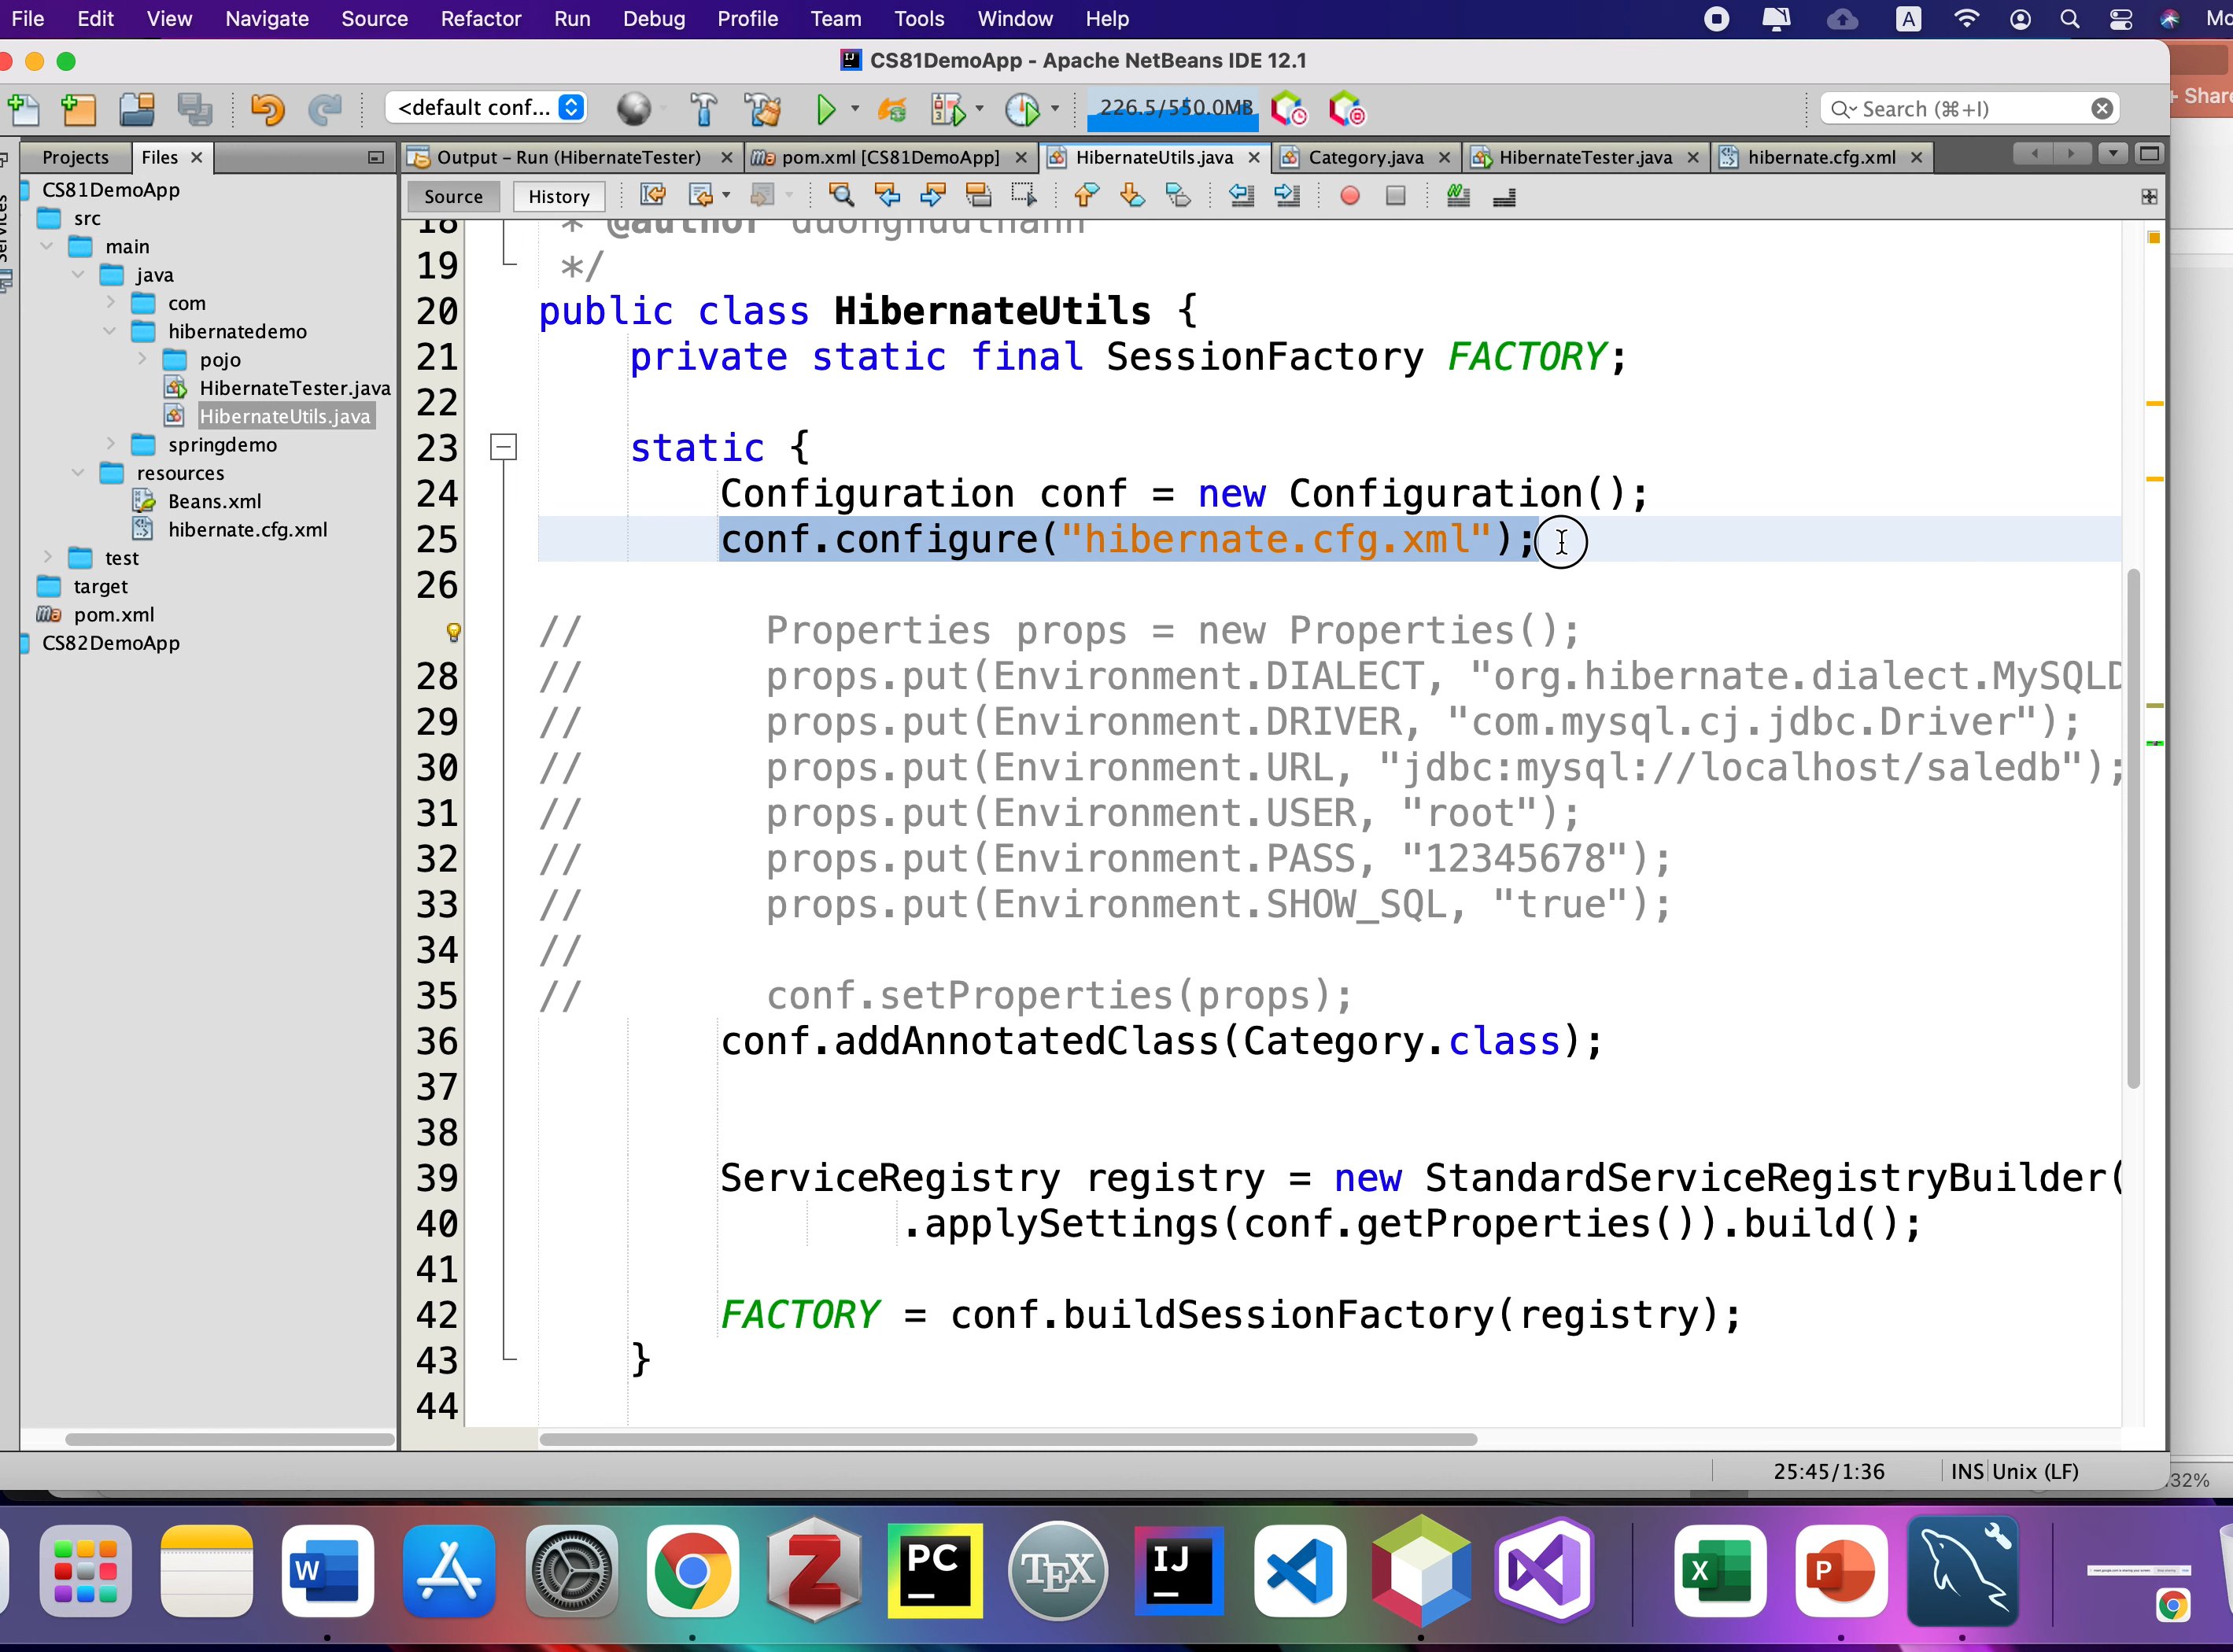 File Edit View Navigate Source Refactor Run Debug Profile Team Tools Window Help
CS81DemoApp - Apache NetBeans IDE 12.1
<default conf... 226.5/550.0MB Search (⌘+I)
Share
Projects Files
Output – Run (HibernateTester) pom.xml [CS81DemoApp] HibernateUtils.java Category.java HibernateTester.java hibernate.cfg.xml
Services
Source History
CS81DemoApp
src
main
java
com
hibernatedemo
pojo
HibernateTester.java
HibernateUtils.java
springdemo
resources
Beans.xml
hibernate.cfg.xml
test
target
pom.xml
CS82DemoApp
18 * @author duonghuuthanh
19 */
20 public class HibernateUtils {
21 private static final SessionFactory FACTORY;
22
23 static {
24 Configuration conf = new Configuration();
25 conf.configure("hibernate.cfg.xml");
26
// Properties props = new Properties();
28 // props.put(Environment.DIALECT, "org.hibernate.dialect.MySQLD
29 // props.put(Environment.DRIVER, "com.mysql.cj.jdbc.Driver");
30 // props.put(Environment.URL, "jdbc:mysql://localhost/saledb");
31 // props.put(Environment.USER, "root");
32 // props.put(Environment.PASS, "12345678");
33 // props.put(Environment.SHOW_SQL, "true");
34 //
35 // conf.setProperties(props);
36 conf.addAnnotatedClass(Category.class);
37
38
39 ServiceRegistry registry = new StandardServiceRegistryBuilder(
40 .applySettings(conf.getProperties()).build();
41
42 FACTORY = conf.buildSessionFactory(registry);
43 }
44
25:45/1:36 INS Unix (LF)
32%
W Z PC TEX IJ X P